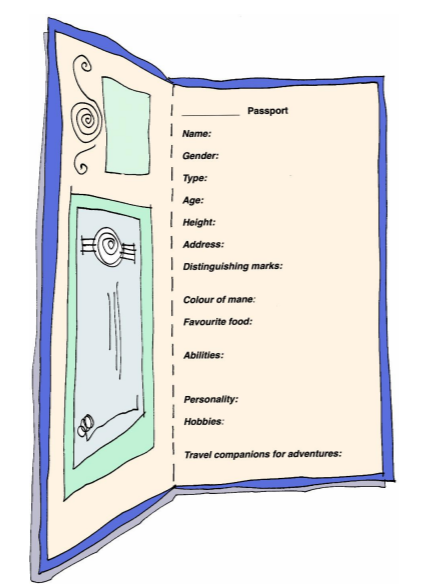 __________ Passport
Name:
Gender:
Type:
Age:
Height:
Address:
Distinguishing marks:
Colour of mane:
Favourite food:
Abilities:
Personality:
Hobbies:
Travel companions for adventures: